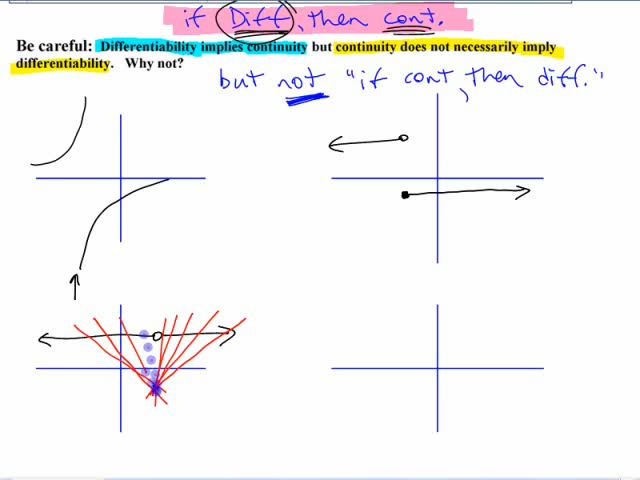 if Diff, then cont.
Be careful: Differentiability implies continuity but continuity does not necessarily imply
differentiability. Why not?
but not "if cont, then diff."